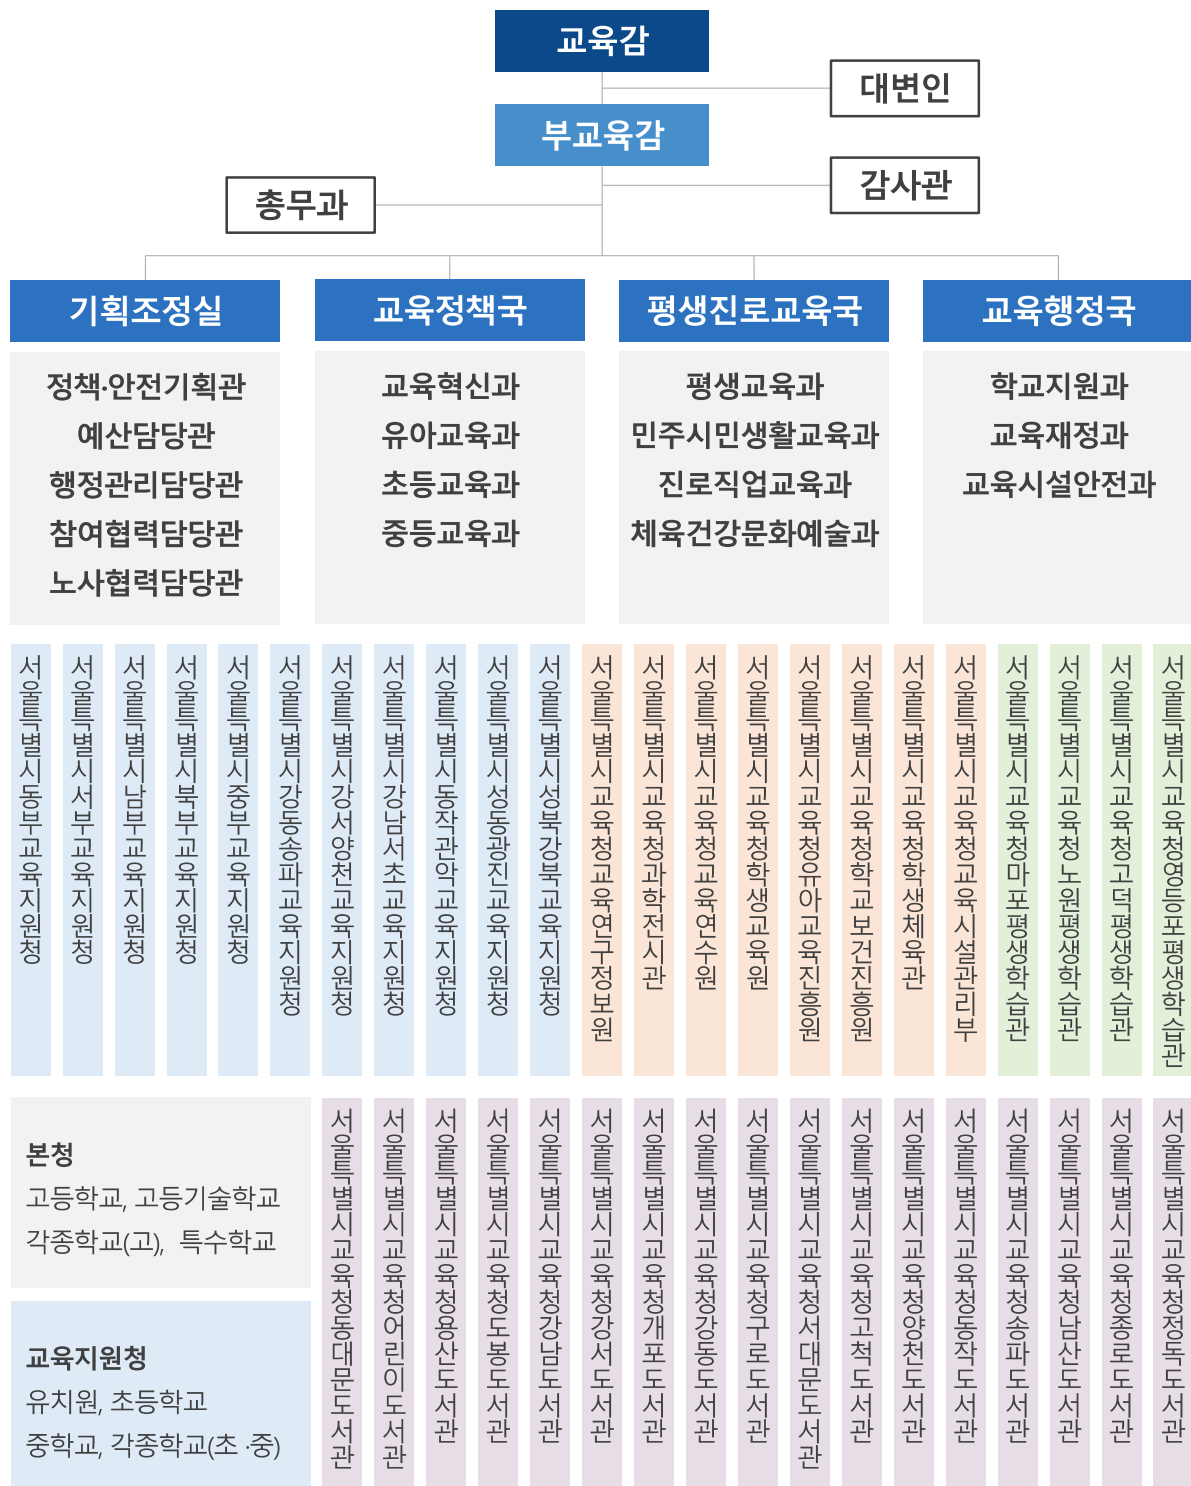 교육감
대변인
부교육감
감사관
총무과
기획조정실
정책·안전기획관
예산담당관
행정관리담당관
참여협력담당관
노사협력담당관
교육정책국
교육혁신과
유아교육과
초등교육과
중등교육과
평생진로교육국
평생교육과
민주시민생활교육과
진로직업교육과
체육건강문화예술과
교육행정국
학교지원과
교육재정과
교육시설안전과
서울특별시동부교육지원청
서울특별시서부교육지원청
서울특별시남부교육지원청
서울특별시북부교육지원청
서울특별시중부교육지원청
서울특별시강동송파교육지원청
서울특별시강서양천교육지원청
서울특별시강남서초교육지원청
서울특별시동작관악교육지원청
서울특별시성동광진교육지원청
서울특별시성북강북교육지원청
서울특별시교육청교육연구정보원
서울특별시교육청과학전시관
서울특별시교육청교육연수원
서울특별시교육청학생교육원
서울특별시교육청유아교육진흥원
서울특별시교육청학교보건진흥원
서울특별시교육청학생체육관
서울특별시교육청교육시설관리부
서울특별시교육청마포평생학습관
서울특별시교육청노원평생학습관
서울특별시교육청고덕평생학습관
서울특별시교육청영등포평생학습관
본청
고등학교, 고등기술학교
각종학교(고), 특수학교
교육지원청
유치원, 초등학교
중학교, 각종학교(초 ·중)
서울특별시교육청동대문도서관
서울특별시교육청어린이도서관
서울특별시교육청용산도서관
서울특별시교육청도봉도서관
서울특별시교육청강남도서관
서울특별시교육청강서도서관
서울특별시교육청개포도서관
서울특별시교육청강동도서관
서울특별시교육청구로도서관
서울특별시교육청서대문도서관
서울특별시교육청고척도서관
서울특별시교육청양천도서관
서울특별시교육청동작도서관
서울특별시교육청송파도서관
서울특별시교육청남산도서관
서울특별시교육청종로도서관
서울특별시교육청정독도서관